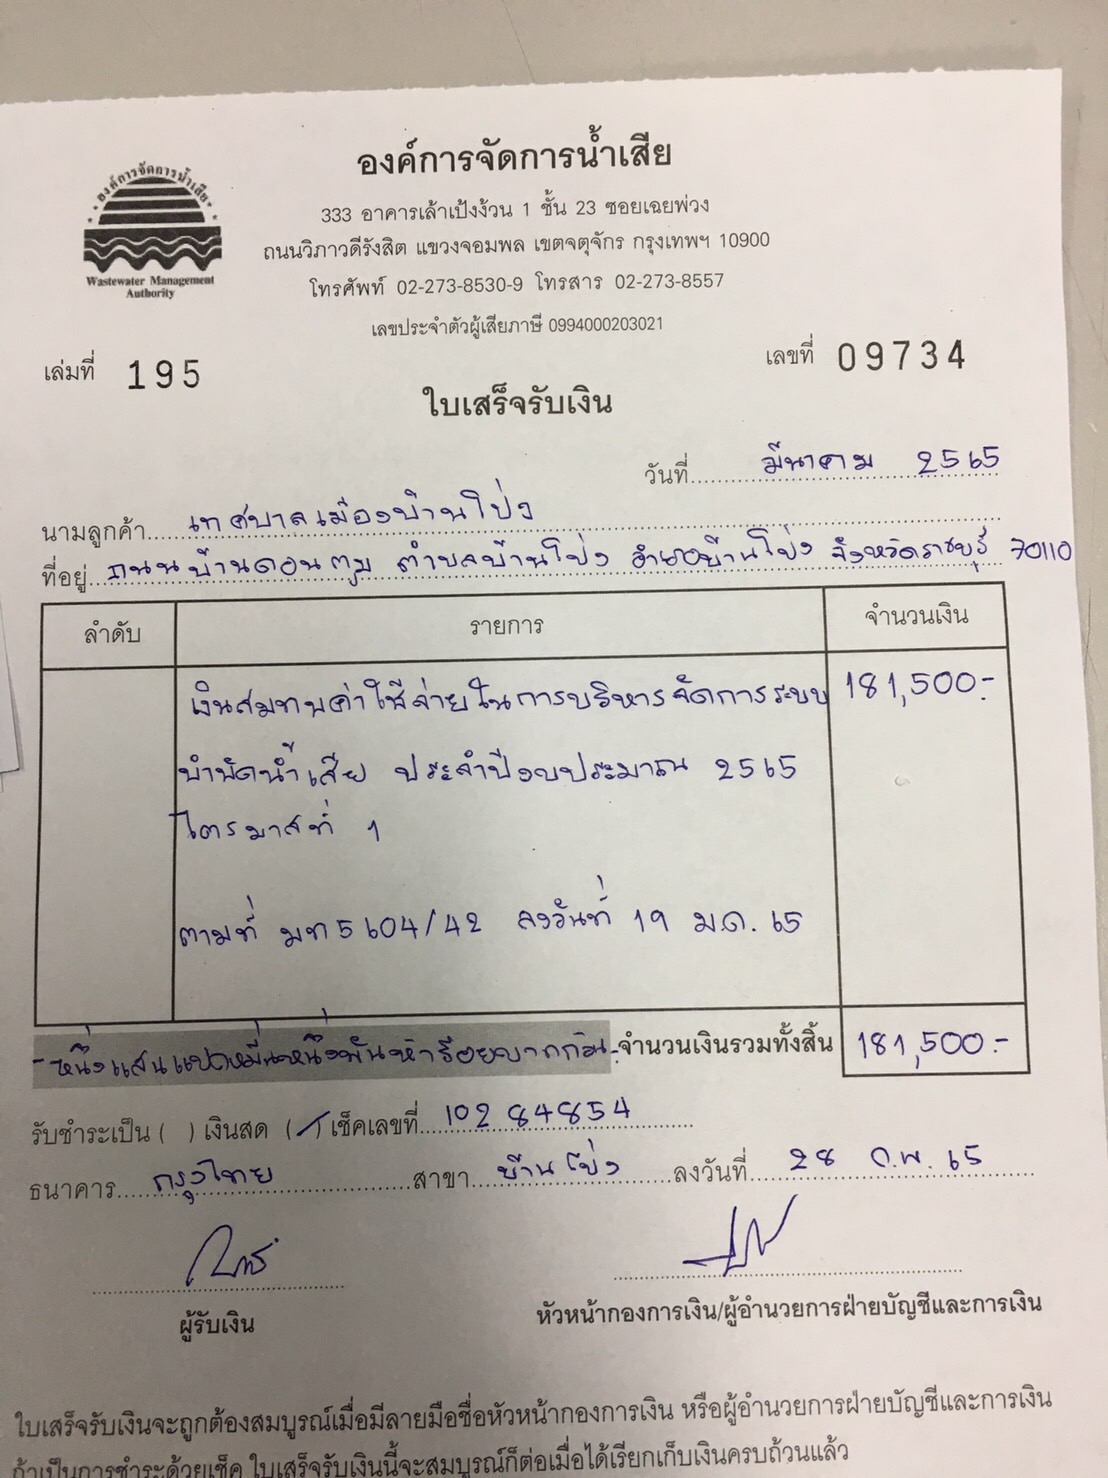 องค์การจัดการน้ำเสีย
333 อาคารเล้าเป้งง้วน 1 ชั้น 23 ซอยเฉยพ่วง
ถนนวิภาวดีรังสิต แขวงจอมพล เขตจตุจักร กรุงเทพฯ 10900
โทรศัพท์ 02-273-8530-9 โทรสาร 02-273-8557
เลขประจำตัวผู้เสียภาษี 0994000203021
องค์การจัดการน้ำเสีย
Wastewater Management
Authority
เล่มที่ 195
เลขที่ 09734
ใบเสร็จรับเงิน
วันที่ มีนาคม 2565
นามลูกค้า เทศบาลเมืองบ้านโป่ง
ที่อยู่ ถนนบ้านดอนตูม ตำบลบ้านโป่ง อำเภอบ้านโป่ง จังหวัดราชบุรี 70110
ลำดับ รายการ จำนวนเงิน
เงินสมทบค่าใช้จ่ายในการบริหารจัดการระบบ 181,500.-
บำบัดน้ำเสีย ประจำปีงบประมาณ 2565
ไตรมาสที่ 1
ตามที่ มท 5604/42 ลงวันที่ 19 ม.ค. 65
- หนึ่งแสนแปดหมื่นหนึ่งพันห้าร้อยบาทถ้วน - จำนวนเงินรวมทั้งสิ้น 181,500.-
รับชำระเป็น ( ) เงินสด (/) เช็คเลขที่ 10284854
ธนาคาร กรุงไทย สาขา บ้านโป่ง ลงวันที่ 28 ก.พ. 65
ผู้รับเงิน
หัวหน้ากองการเงิน/ผู้อำนวยการฝ่ายบัญชีและการเงิน
ใบเสร็จรับเงินจะถูกต้องสมบูรณ์เมื่อมีลายมือชื่อหัวหน้ากองการเงิน หรือผู้อำนวยการฝ่ายบัญชีและการเงิน
ถ้าเป็นการชำระด้วยเช็ค ใบเสร็จรับเงินนี้จะสมบูรณ์ก็ต่อเมื่อได้เรียกเก็บเงินครบถ้วนแล้ว